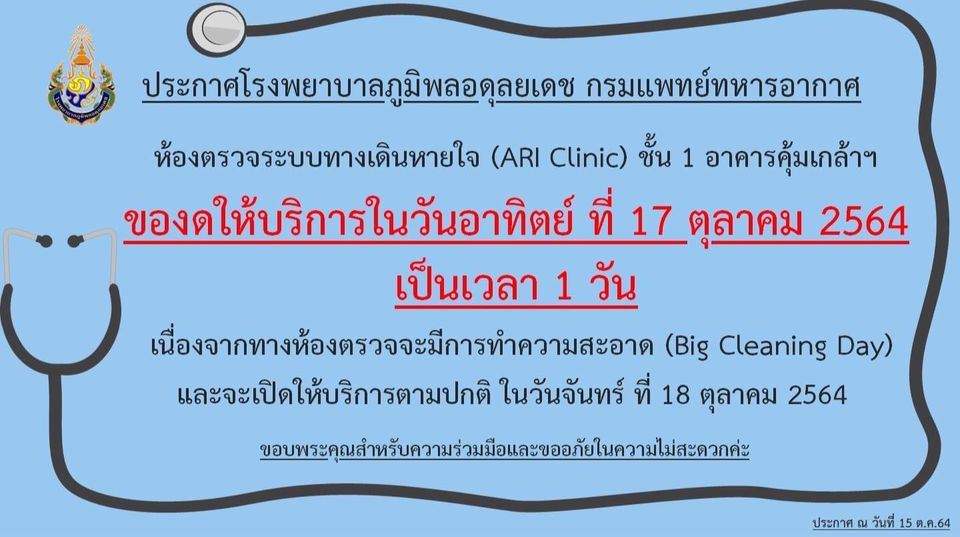 ประกาศโรงพยาบาลภูมิพลอดุลยเดช กรมแพทย์ทหารอากาศ
ห้องตรวจระบบทางเดินหายใจ (ARI Clinic) ชั้น 1 อาคารคุ้มเกล้าฯ
ของดให้บริการในวันอาทิตย์ ที่ 17 ตุลาคม 2564
เป็นเวลา 1 วัน
เนื่องจากทางห้องตรวจจะมีการทำความสะอาด (Big Cleaning Day)
และจะเปิดให้บริการตามปกติ ในวันจันทร์ ที่ 18 ตุลาคม 2564
ขอบพระคุณสำหรับความร่วมมือและขออภัยในความไม่สะดวกค่ะ
ประกาศ ณ วันที่ 15 ต.ค.64